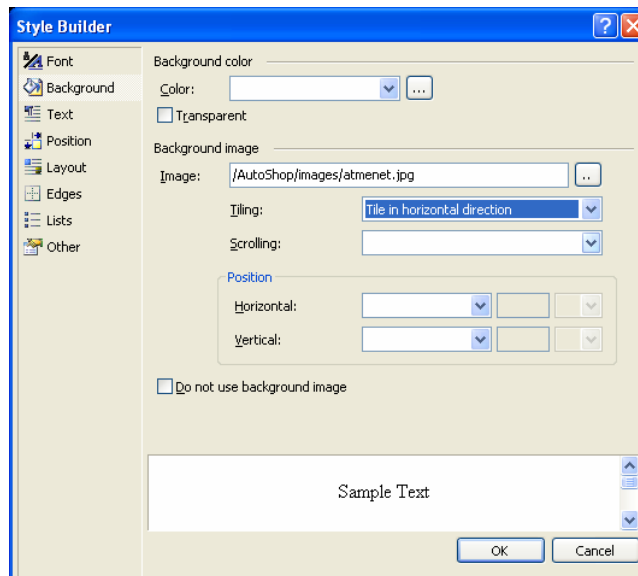 Style Builder
Font
Background
Text
Position
Layout
Edges
Lists
Other
Background color
Color:
...
Transparent
Background image
Image: /AutoShop/images/atmenet.jpg ..
Tiling: Tile in horizontal direction
Scrolling:
Position
Horizontal:
Vertical:
Do not use background image
Sample Text
OK Cancel